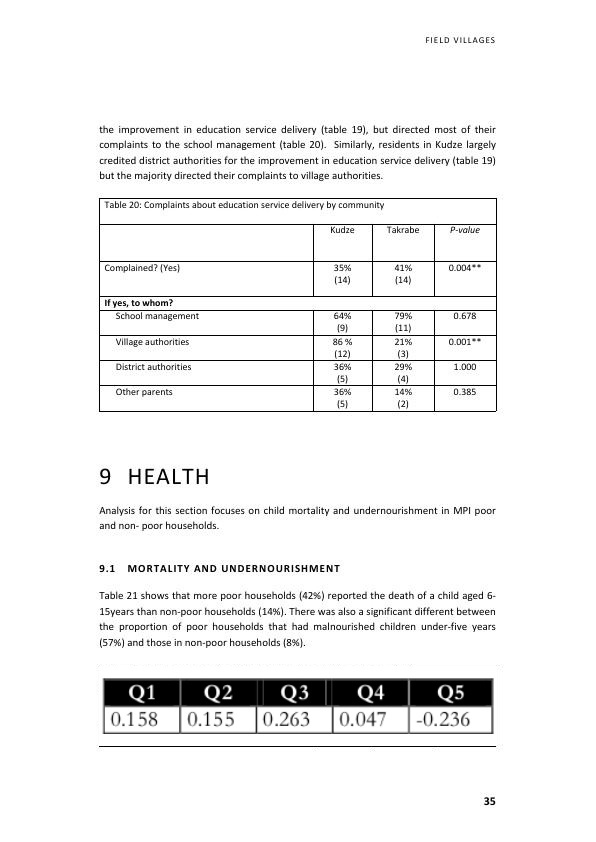 FIELD VILLAGES
the improvement in education service delivery (table 19), but directed most of their
complaints to the school management (table 20). Similarly, residents in Kudze largely
credited district authorities for the improvement in education service delivery (table 19)
but the majority directed their complaints to village authorities.
Table 20: Complaints about education service delivery by community
Kudze Takrabe P-value
Complained? (Yes) 35% 41% 0.004**
(14) (14)
If yes, to whom?
School management 64% 79% 0.678
(9) (11)
Village authorities 86 % 21% 0.001**
(12) (3)
District authorities 36% 29% 1.000
(5) (4)
Other parents 36% 14% 0.385
(5) (2)
9 HEALTH
Analysis for this section focuses on child mortality and undernourishment in MPI poor
and non- poor households.
9.1 MORTALITY AND UNDERNOURISHMENT
Table 21 shows that more poor households (42%) reported the death of a child aged 6-
15years than non-poor households (14%). There was also a significant different between
the proportion of poor households that had malnourished children under-five years
(57%) and those in non-poor households (8%).
Q1 Q2 Q3 Q4 Q5
0.158 0.155 0.263 0.047 -0.236
35